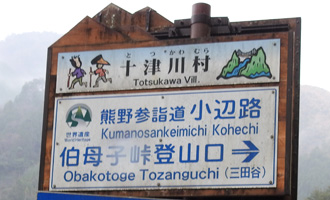 とつかわむら
十津川村
Totsukawa Vill.
熊野参詣道 小辺路
Kumanosankeimichi Kohechi
世界遺産
伯母子峠登山口→
Obakotoge Tozanguchi (三田谷)